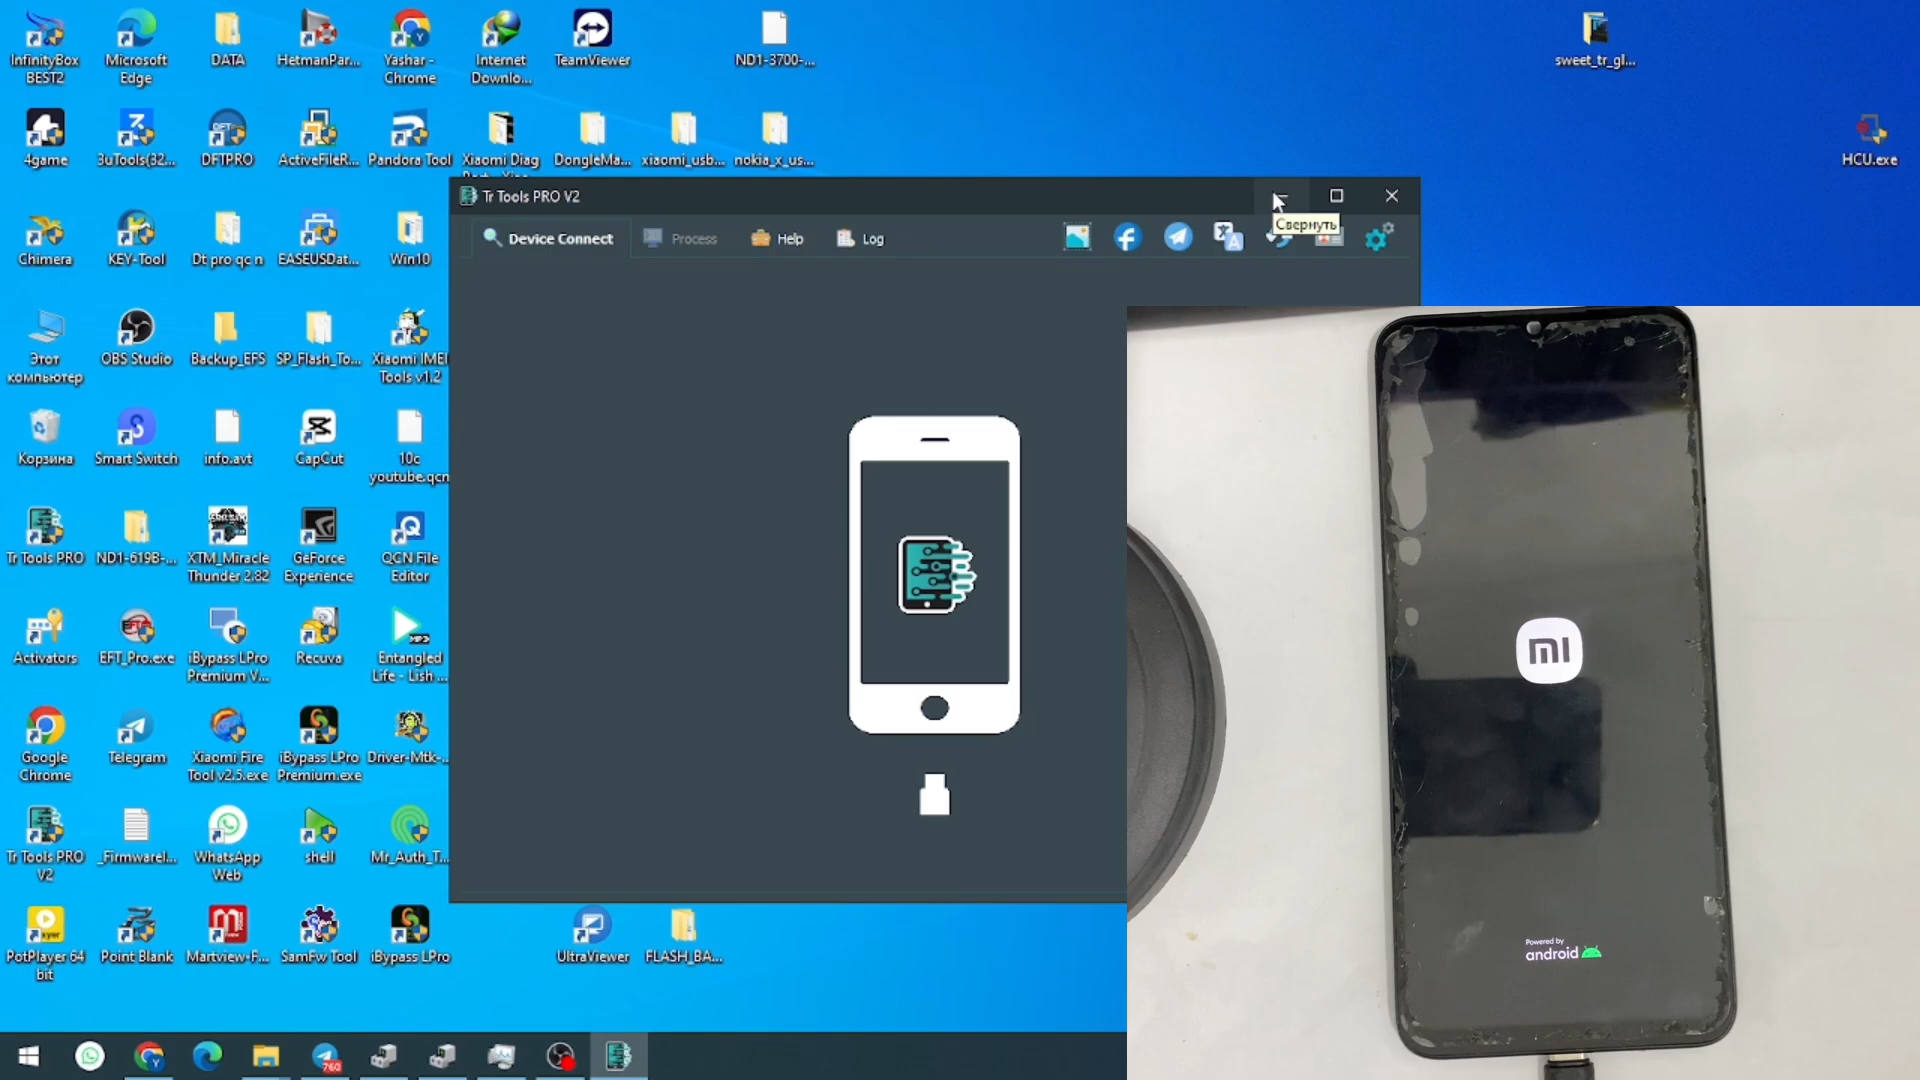 InfinityBox
BEST2
Microsoft
Edge
DATA
HetmanPar...
Yashar -
Chrome
Internet
Downlo...
TeamViewer
ND1-3700-...
sweet_tr_gl...
4game
3uTools(32...
DFTPRO
ActiveFileR...
Pandora Tool
Xiaomi Diag
DongleMa...
xiaomi_usb...
nokia_x_us...
HCU.exe
Tr Tools PRO V2
Свернуть
Device Connect
Process
Help
Log
Chimera
KEY-Tool
Dt pro qc n
EASEUSDat...
Win10
Этот
компьютер
OBS Studio
Backup_EFS
SP_Flash_To...
Xiaomi IMEI
Tools v1.2
Корзина
Smart Switch
info.avt
CapCut
10c
youtube.qcn
Tr Tools PRO
ND1-619B-...
XTM_Miracle
Thunder 2.82
GeForce
Experience
QCN File
Editor
Activators
EFT_Pro.exe
iBypass LPro
Premium V...
Recuva
Entangled
Life - Lish ...
Google
Chrome
Telegram
Xiaomi Fire
Tool v2.5.exe
iBypass LPro
Premium.exe
Driver-Mtk-...
Tr Tools PRO
V2
_Firmwarel...
WhatsApp
Web
shell
Mr_Auth_T...
PotPlayer 64
bit
Point Blank
Martview-F...
SamFw Tool
iBypass LPro
UltraViewer
FLASH_BA...
760
mi
Powered by
android